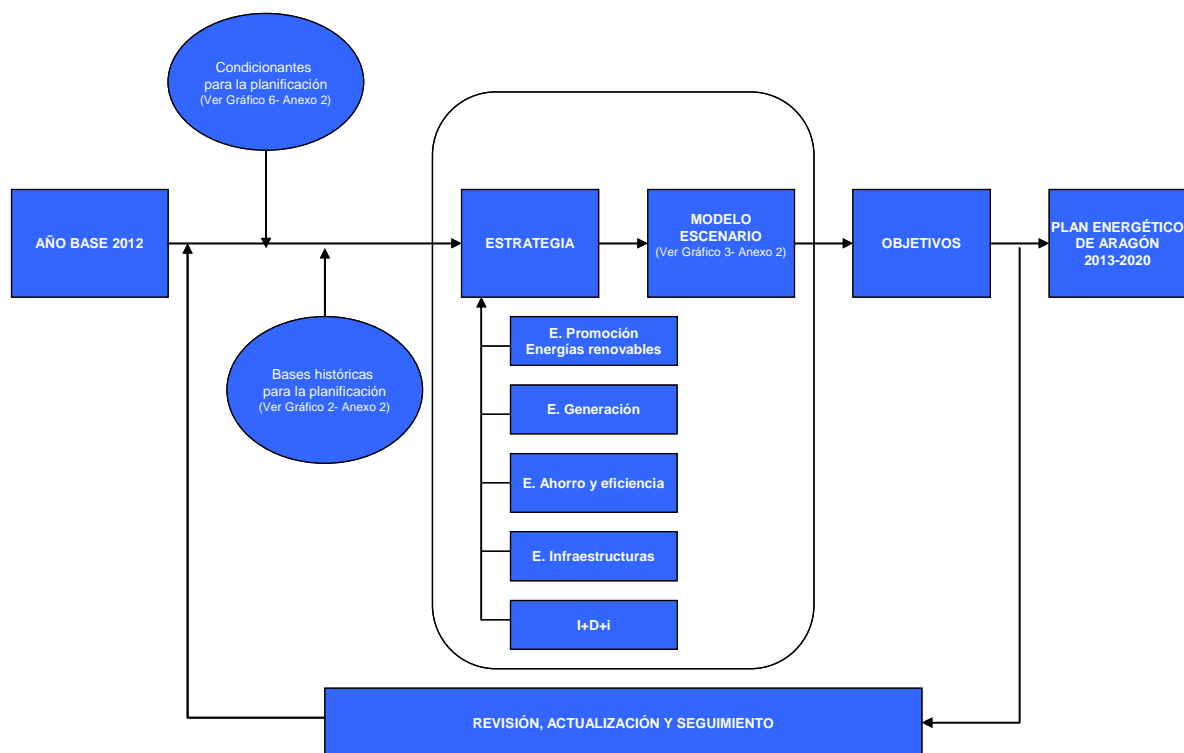 Condicionantes
para la planificación
(Ver Gráfico 6- Anexo 2)
AÑO BASE 2012
ESTRATEGIA
MODELO
ESCENARIO
(Ver Gráfico 3- Anexo 2)
OBJETIVOS
PLAN ENERGÉTICO
DE ARAGÓN
2013-2020
Bases históricas
para la planificación
(Ver Gráfico 2- Anexo 2)
E. Promoción
Energías renovables
E. Generación
E. Ahorro y eficiencia
E. Infraestructuras
I+D+i
REVISIÓN, ACTUALIZACIÓN Y SEGUIMIENTO